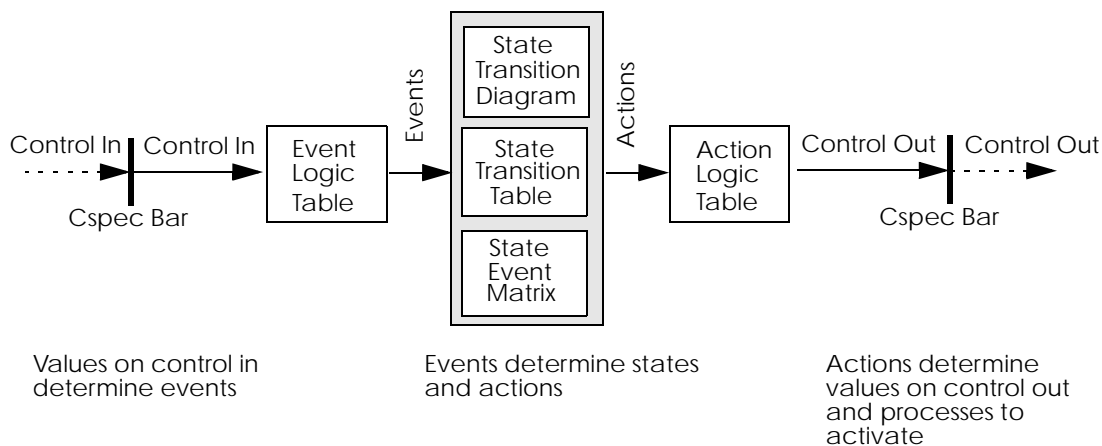 Control In
Control In
Cspec Bar
Event
Logic
Table
Events
State
Transition
Diagram
State
Transition
Table
State
Event
Matrix
Actions
Action
Logic
Table
Control Out
Control Out
Cspec Bar
Values on control in
determine events
Events determine states
and actions
Actions determine
values on control out
and processes to
activate